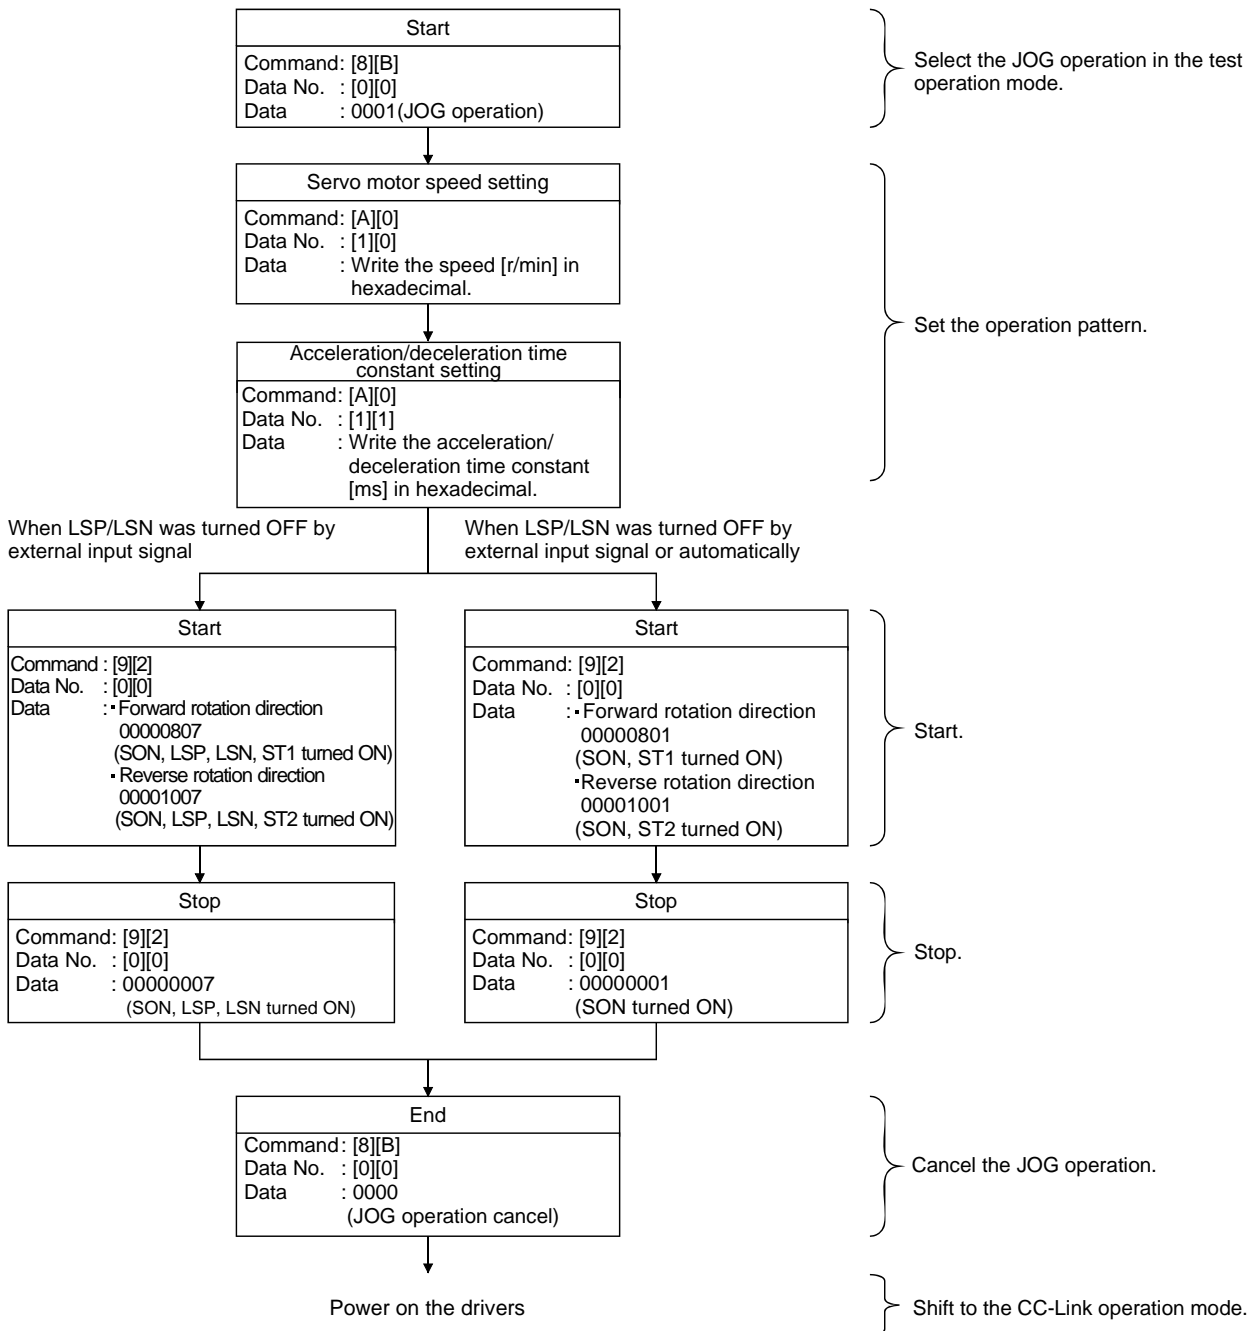 Start
Command: [8][B]
Data No. : [0][0]
Data : 0001(JOG operation)
Select the JOG operation in the test
operation mode.
Servo motor speed setting
Command: [A][0]
Data No. : [1][0]
Data : Write the speed [r/min] in
hexadecimal.
Acceleration/deceleration time
constant setting
Command: [A][0]
Data No. : [1][1]
Data : Write the acceleration/
deceleration time constant
[ms] in hexadecimal.
Set the operation pattern.
When LSP/LSN was turned OFF by
external input signal
When LSP/LSN was turned OFF by
external input signal or automatically
Start
Command : [9][2]
Data No. : [0][0]
Data : ▪ Forward rotation direction
00000807
(SON, LSP, LSN, ST1 turned ON)
▪ Reverse rotation direction
00001007
(SON, LSP, LSN, ST2 turned ON)
Start
Command: [9][2]
Data No. : [0][0]
Data : ▪ Forward rotation direction
00000801
(SON, ST1 turned ON)
▪Reverse rotation direction
00001001
(SON, ST2 turned ON)
Start.
Stop
Command: [9][2]
Data No. : [0][0]
Data : 00000007
(SON, LSP, LSN turned ON)
Stop
Command: [9][2]
Data No. : [0][0]
Data : 00000001
(SON turned ON)
Stop.
End
Command: [8][B]
Data No. : [0][0]
Data : 0000
(JOG operation cancel)
Cancel the JOG operation.
Power on the drivers
Shift to the CC-Link operation mode.